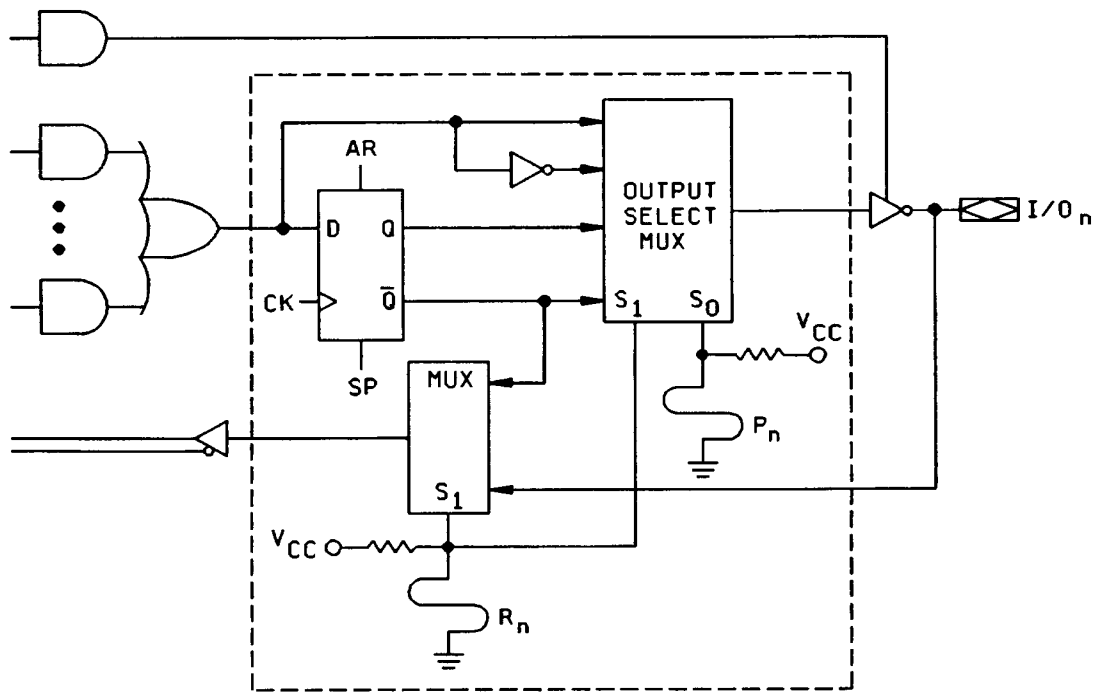 AR
D Q
CK Q̅
SP
OUTPUT
SELECT
MUX
S1 S0
I/On
VCC
MUX
S1
Pn
VCC
Rn